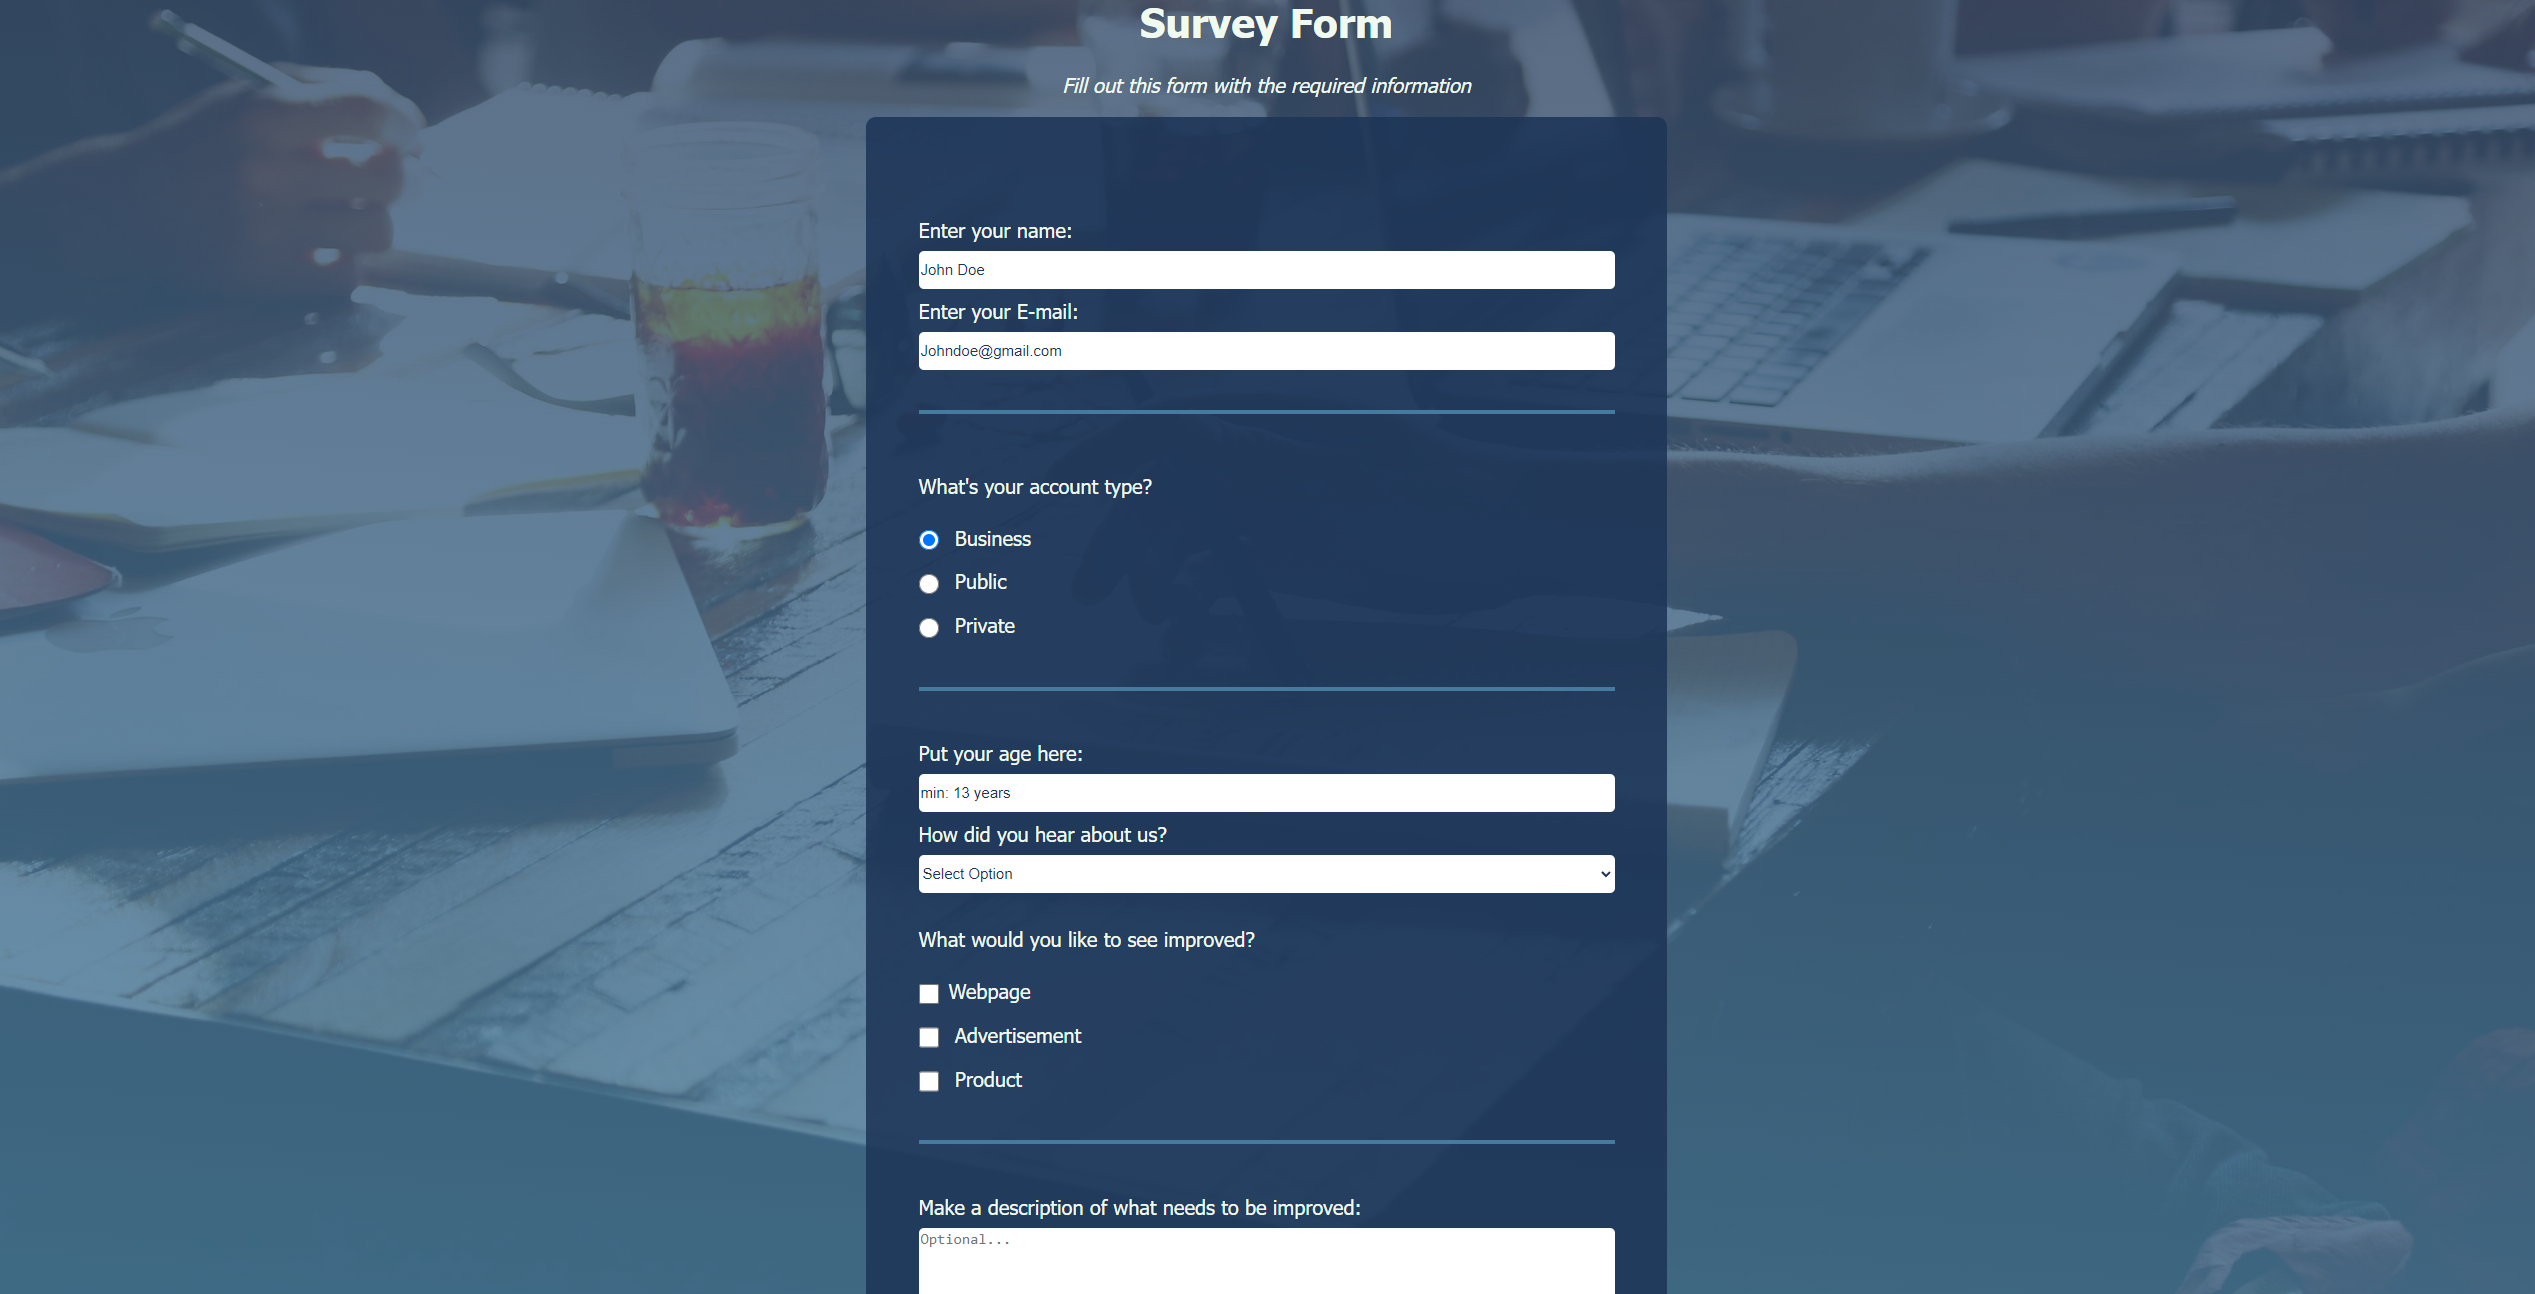 Survey Form
Fill out this form with the required information
Enter your name:
John Doe
Enter your E-mail:
Johndoe@gmail.com
What's your account type?
Business
Public
Private
Put your age here:
min: 13 years
How did you hear about us?
Select Option
What would you like to see improved?
Webpage
Advertisement
Product
Make a description of what needs to be improved:
Optional...